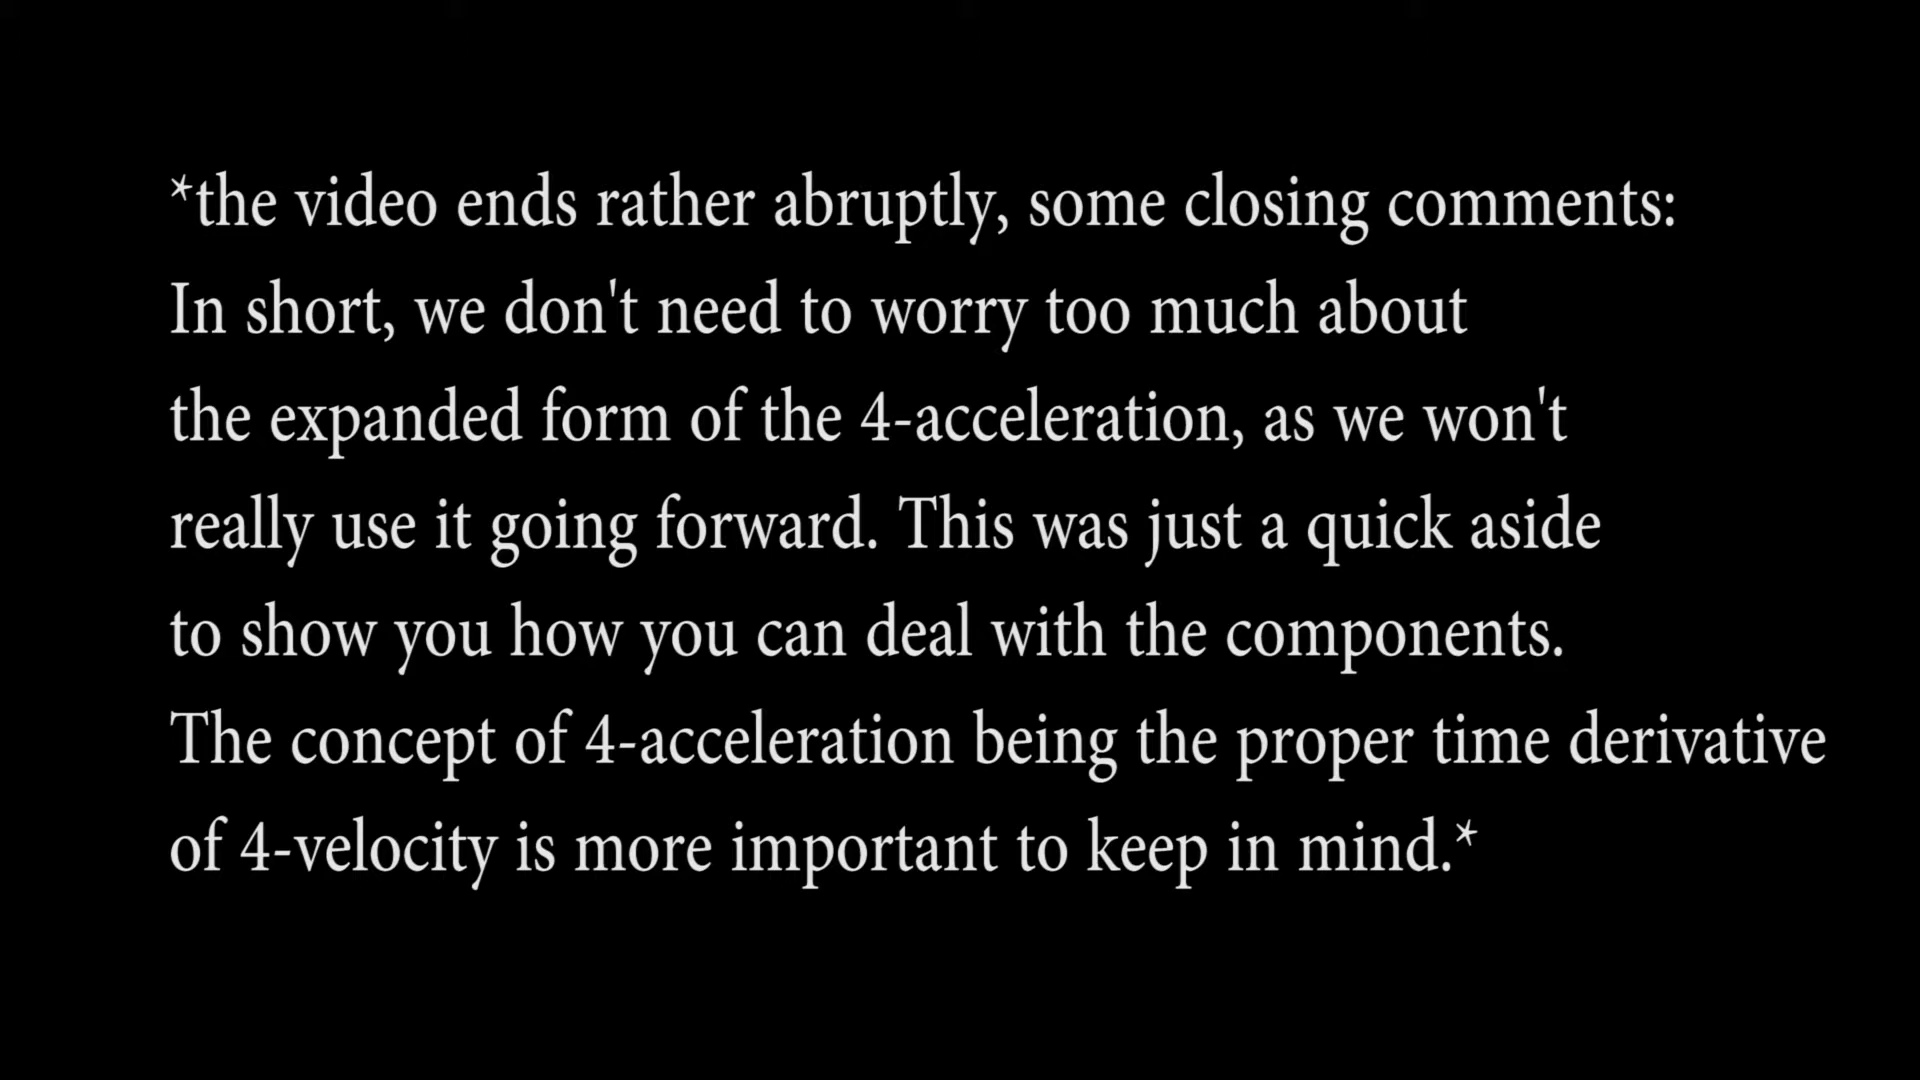 *the video ends rather abruptly, some closing comments:
In short, we don't need to worry too much about
the expanded form of the 4-acceleration, as we won't
really use it going forward. This was just a quick aside
to show you how you can deal with the components.
The concept of 4-acceleration being the proper time derivative
of 4-velocity is more important to keep in mind.*